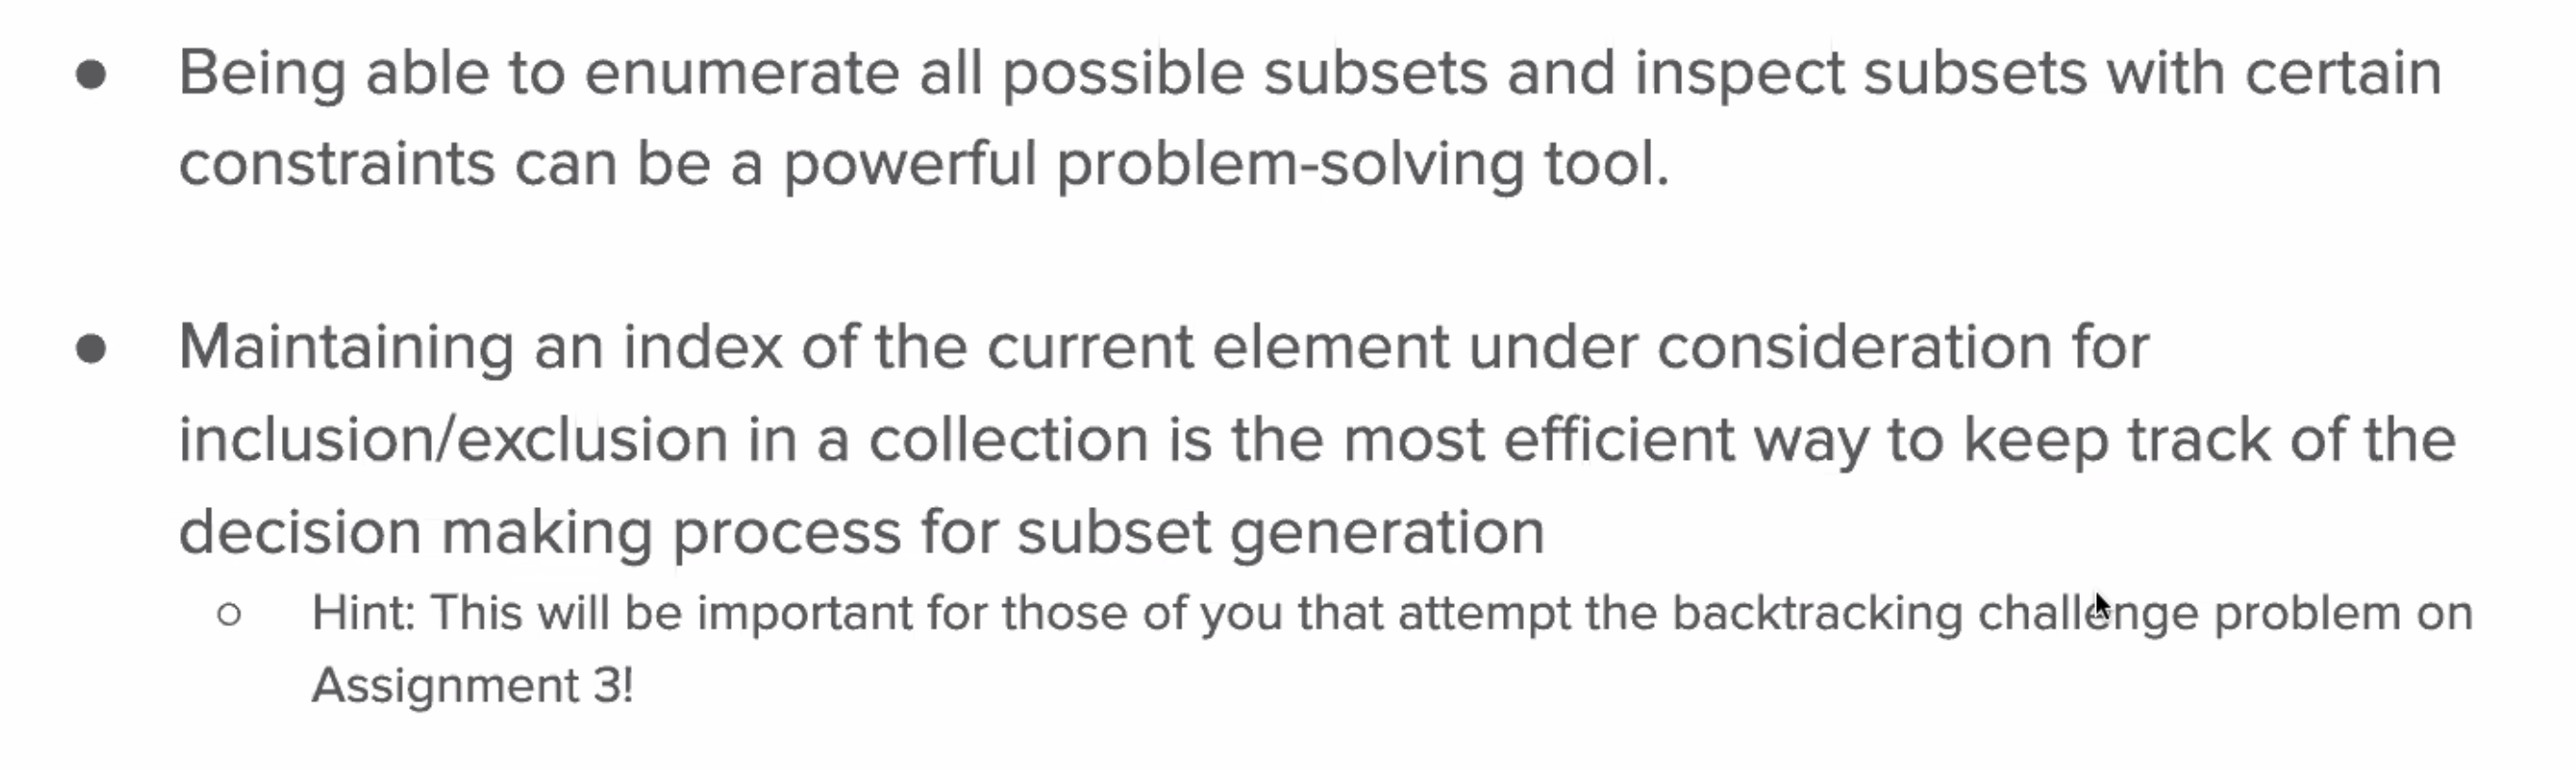 ● Being able to enumerate all possible subsets and inspect subsets with certain
constraints can be a powerful problem-solving tool.
● Maintaining an index of the current element under consideration for
inclusion/exclusion in a collection is the most efficient way to keep track of the
decision making process for subset generation
○ Hint: This will be important for those of you that attempt the backtracking challenge problem on
Assignment 3!